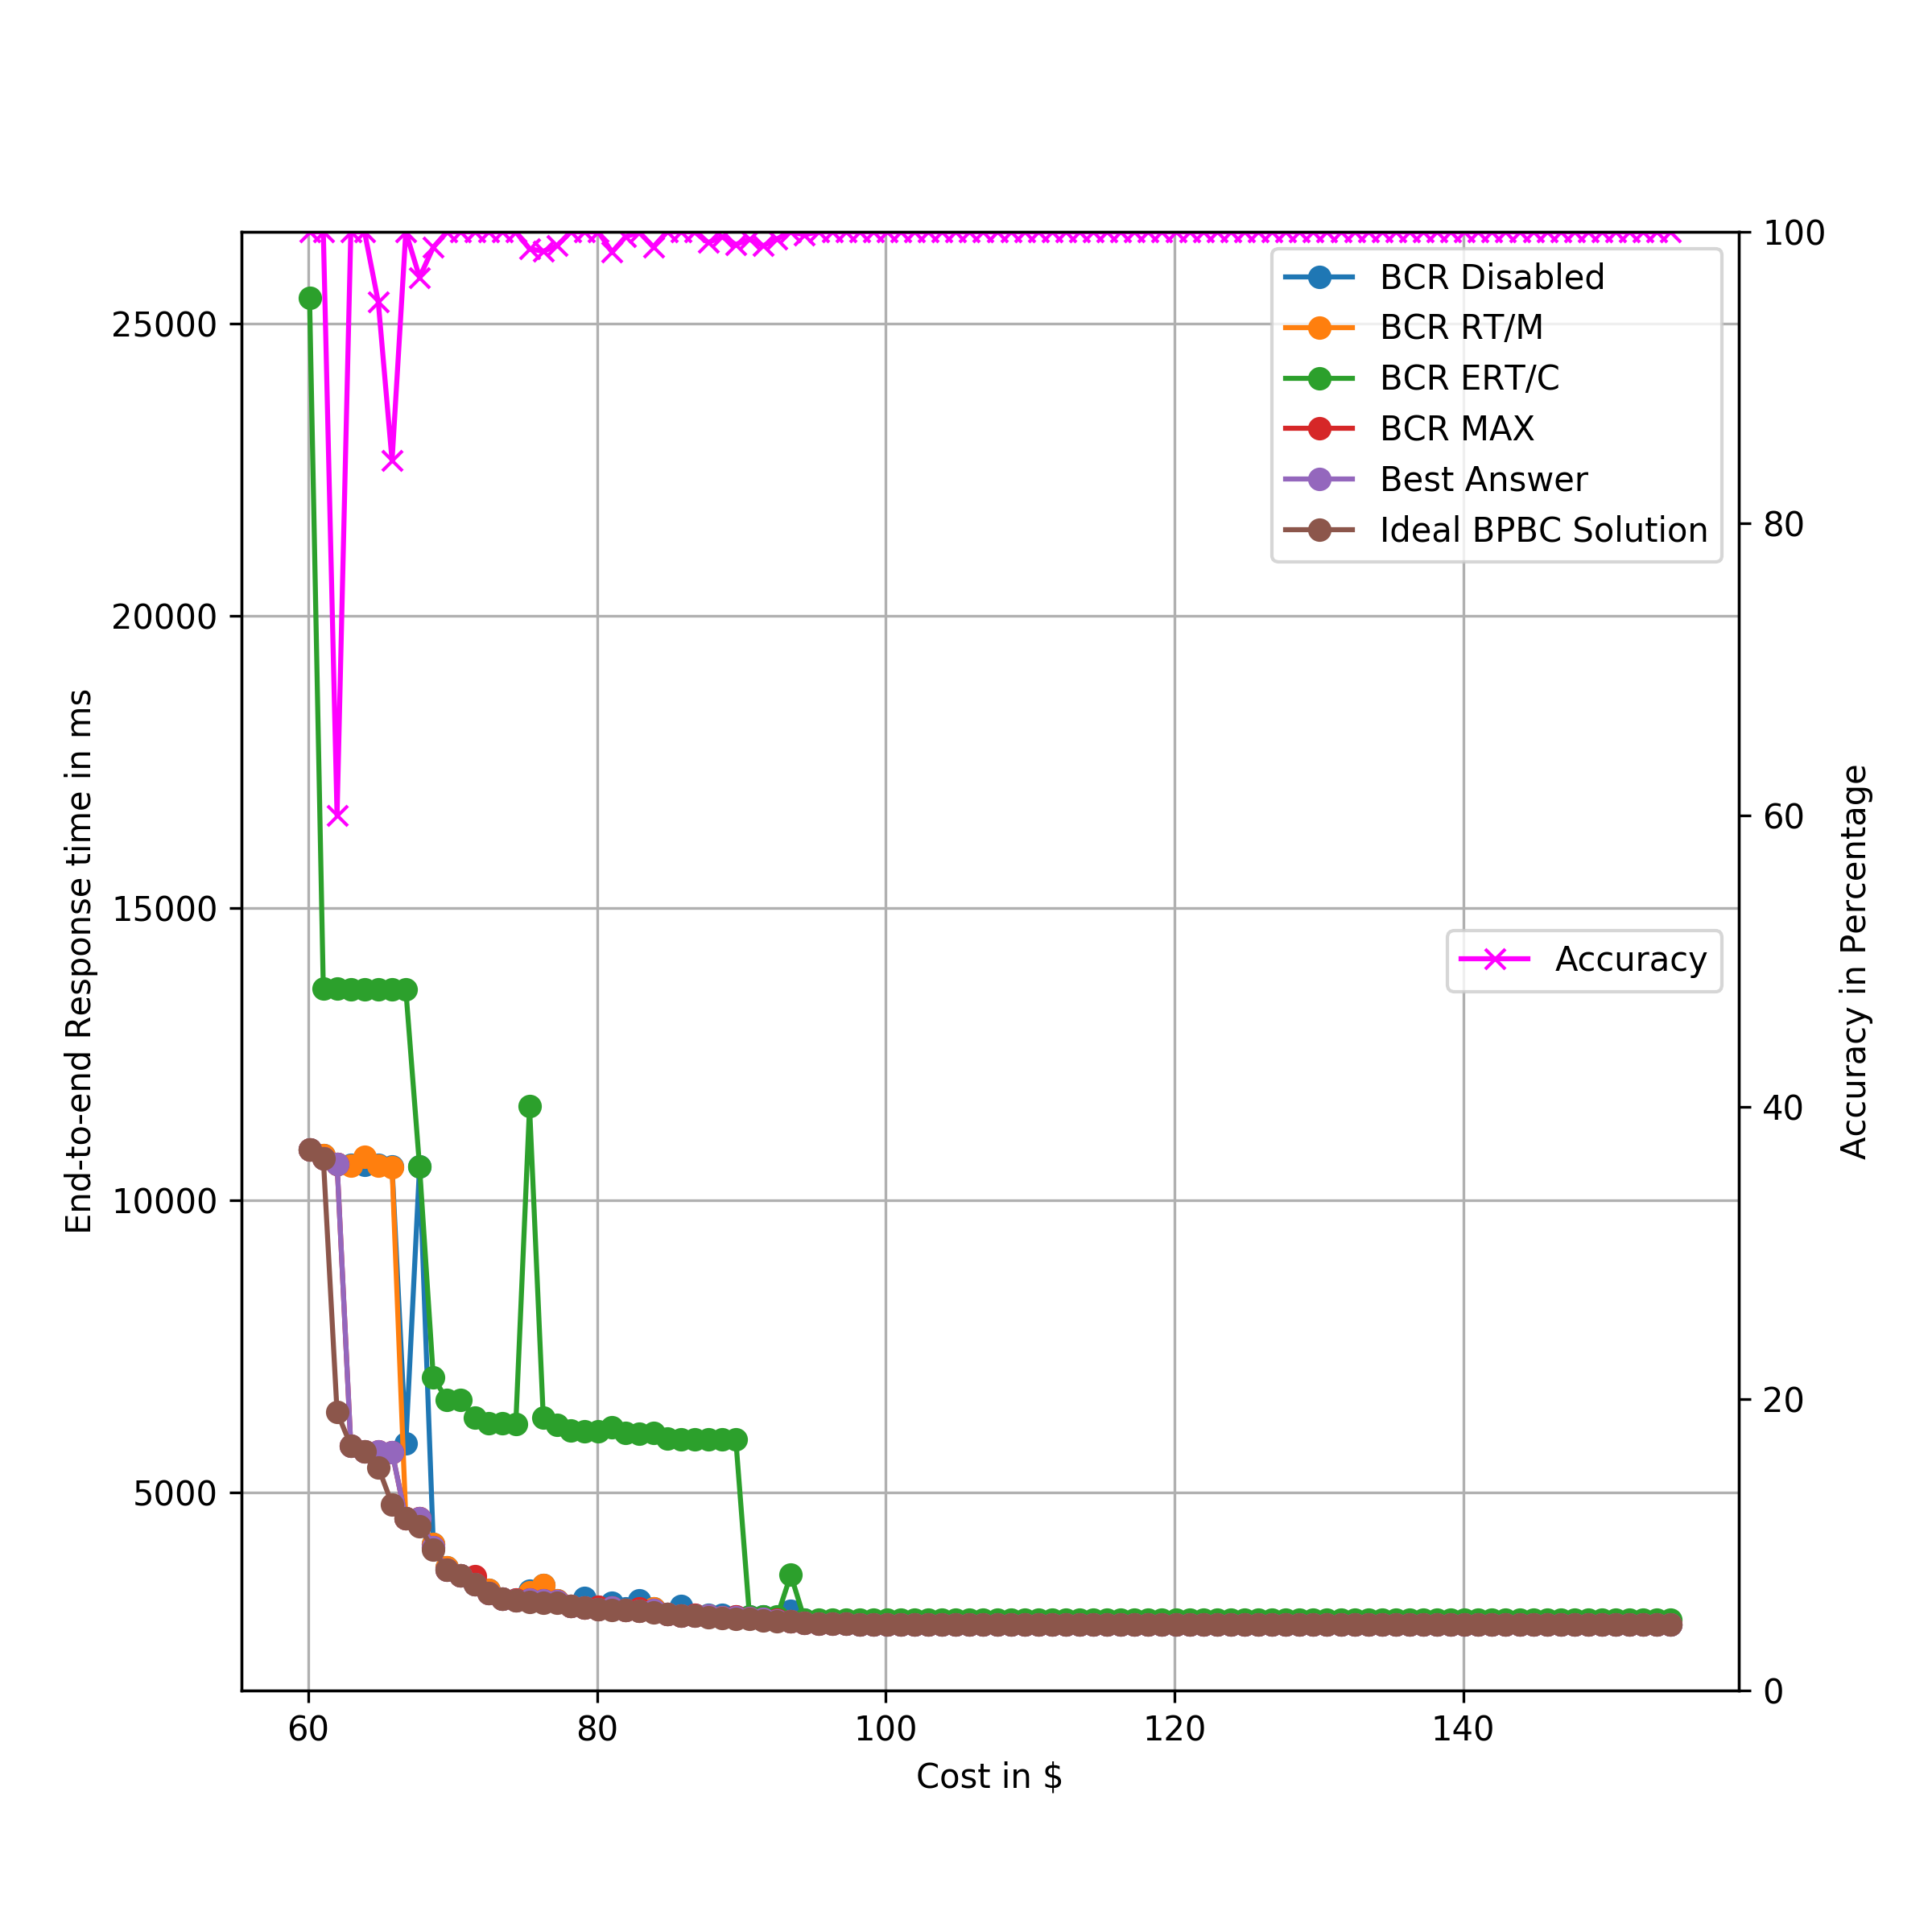 End-to-end Response time in ms
25000
20000
15000
10000
5000
60
80
100
120
140
Cost in $
100
80
60
40
20
0
Accuracy in Percentage
BCR Disabled
BCR RT/M
BCR ERT/C
BCR MAX
Best Answer
Ideal BPBC Solution
Accuracy